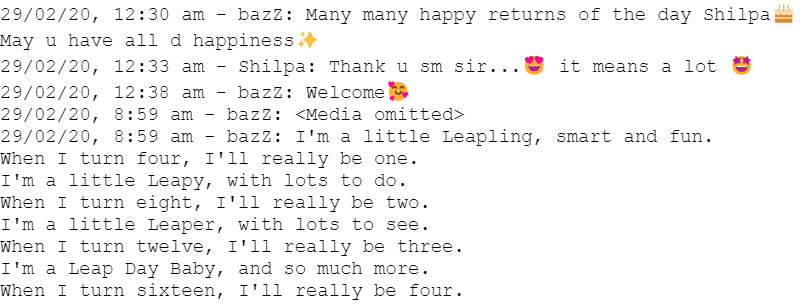 29/02/20, 12:30 am - bazZ: Many many happy returns of the day Shilpa🎂
May u have all d happiness✨
29/02/20, 12:33 am - Shilpa: Thank u sm sir...😍 it means a lot 🤩
29/02/20, 12:38 am - bazZ: Welcome🥰
29/02/20, 8:59 am - bazZ: <Media omitted>
29/02/20, 8:59 am - bazZ: I'm a little Leapling, smart and fun.
When I turn four, I'll really be one.
I'm a little Leapy, with lots to do.
When I turn eight, I'll really be two.
I'm a little Leaper, with lots to see.
When I turn twelve, I'll really be three.
I'm a Leap Day Baby, and so much more.
When I turn sixteen, I'll really be four.